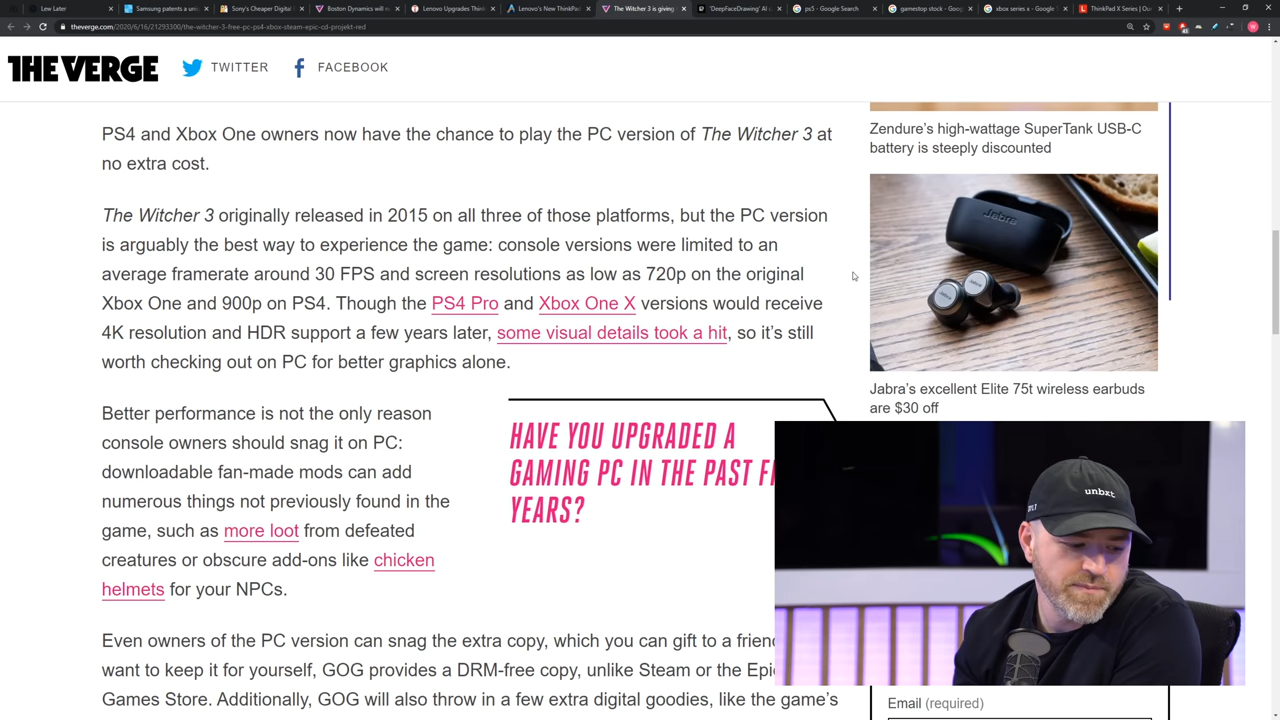 Lew Later
Samsung patents a un
Sony's Cheaper Digital
Boston Dynamics will n
Lenovo Upgrades Think
Lenovo's New ThinkPad
The Witcher 3 is giving
'DeepFaceDrawing' AI
ps5 - Google Search
gamestop stock - Goog
xbox series x - Google
ThinkPad X Series | Ou
theverge.com/2020/6/16/21293300/the-witcher-3-free-pc-ps4-xbox-steam-epic-cd-projekt-red
THE VERGE
TWITTER
FACEBOOK
PS4 and Xbox One owners now have the chance to play the PC version of The Witcher 3 at
no extra cost.
The Witcher 3 originally released in 2015 on all three of those platforms, but the PC version
is arguably the best way to experience the game: console versions were limited to an
average framerate around 30 FPS and screen resolutions as low as 720p on the original
Xbox One and 900p on PS4. Though the PS4 Pro and Xbox One X versions would receive
4K resolution and HDR support a few years later, some visual details took a hit, so it's still
worth checking out on PC for better graphics alone.
Better performance is not the only reason
console owners should snag it on PC:
downloadable fan-made mods can add
numerous things not previously found in the
game, such as more loot from defeated
creatures or obscure add-ons like chicken
helmets for your NPCs.
HAVE YOU UPGRADED A
GAMING PC IN THE PAST F
YEARS?
Even owners of the PC version can snag the extra copy, which you can gift to a friend
want to keep it for yourself, GOG provides a DRM-free copy, unlike Steam or the Epic
Games Store. Additionally, GOG will also throw in a few extra digital goodies, like the game's
Zendure's high-wattage SuperTank USB-C
battery is steeply discounted
Jabra
Jabra's excellent Elite 75t wireless earbuds
are $30 off
unbxt
Email (required)